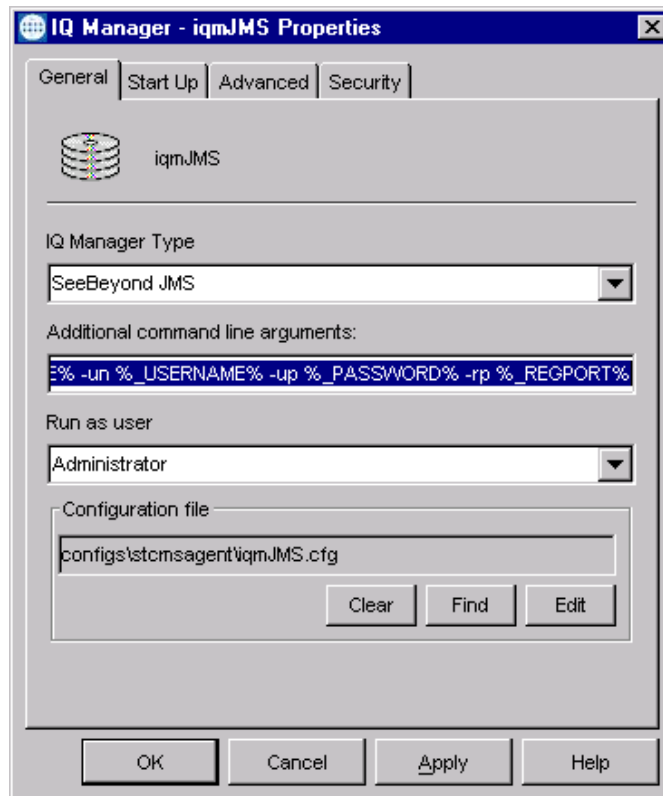 IQ Manager - iqmJMS Properties
General Start Up Advanced Security
iqmJMS
IQ Manager Type
SeeBeyond JMS
Additional command line arguments:
E% -un %_USERNAME% -up %_PASSWORD% -rp %_REGPORT%
Run as user
Administrator
Configuration file
configs\stcmsagent\iqmJMS.cfg
Clear Find Edit
OK Cancel Apply Help